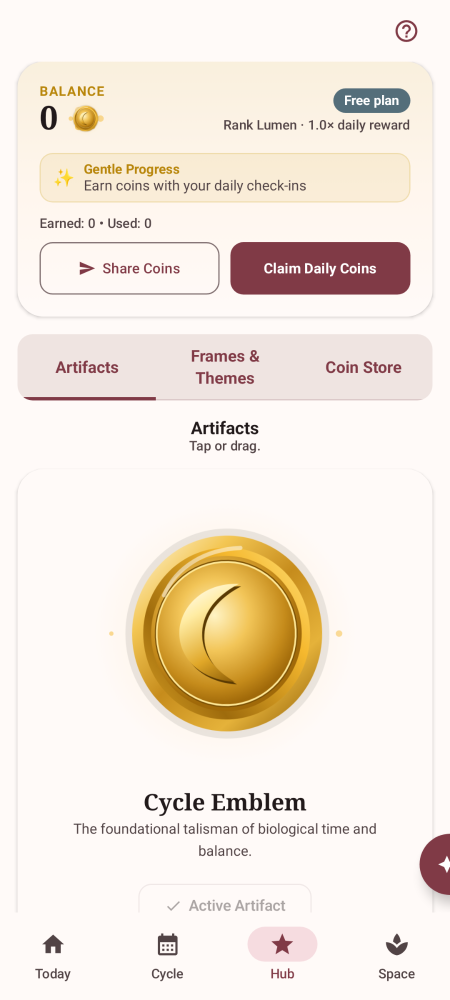 BALANCE
0
Free plan
Rank Lumen · 1.0× daily reward
Gentle Progress
Earn coins with your daily check-ins
Earned: 0 • Used: 0
Share Coins
Claim Daily Coins
Artifacts
Frames &
Themes
Coin Store
Artifacts
Tap or drag.
Cycle Emblem
The foundational talisman of biological time and
balance.
Active Artifact
Today
Cycle
Hub
Space